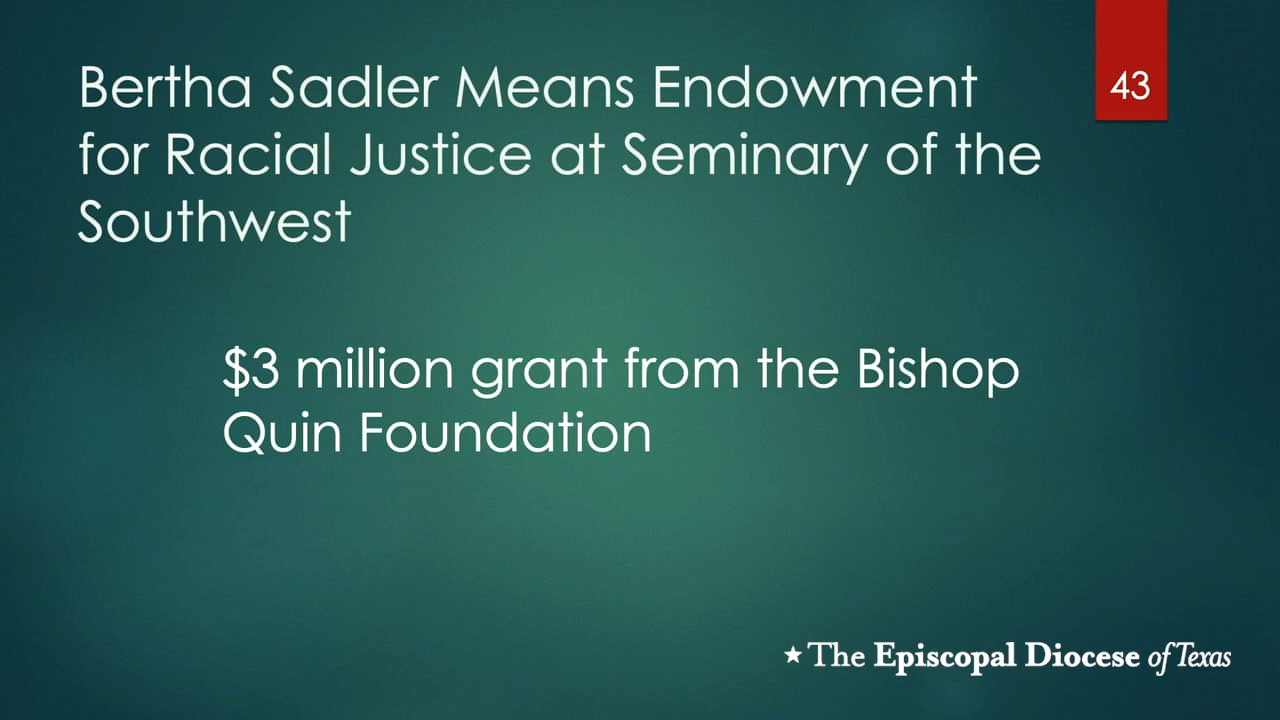 Bertha Sadler Means Endowment
for Racial Justice at Seminary of the
Southwest
43
$3 million grant from the Bishop
Quin Foundation
The Episcopal Diocese of Texas